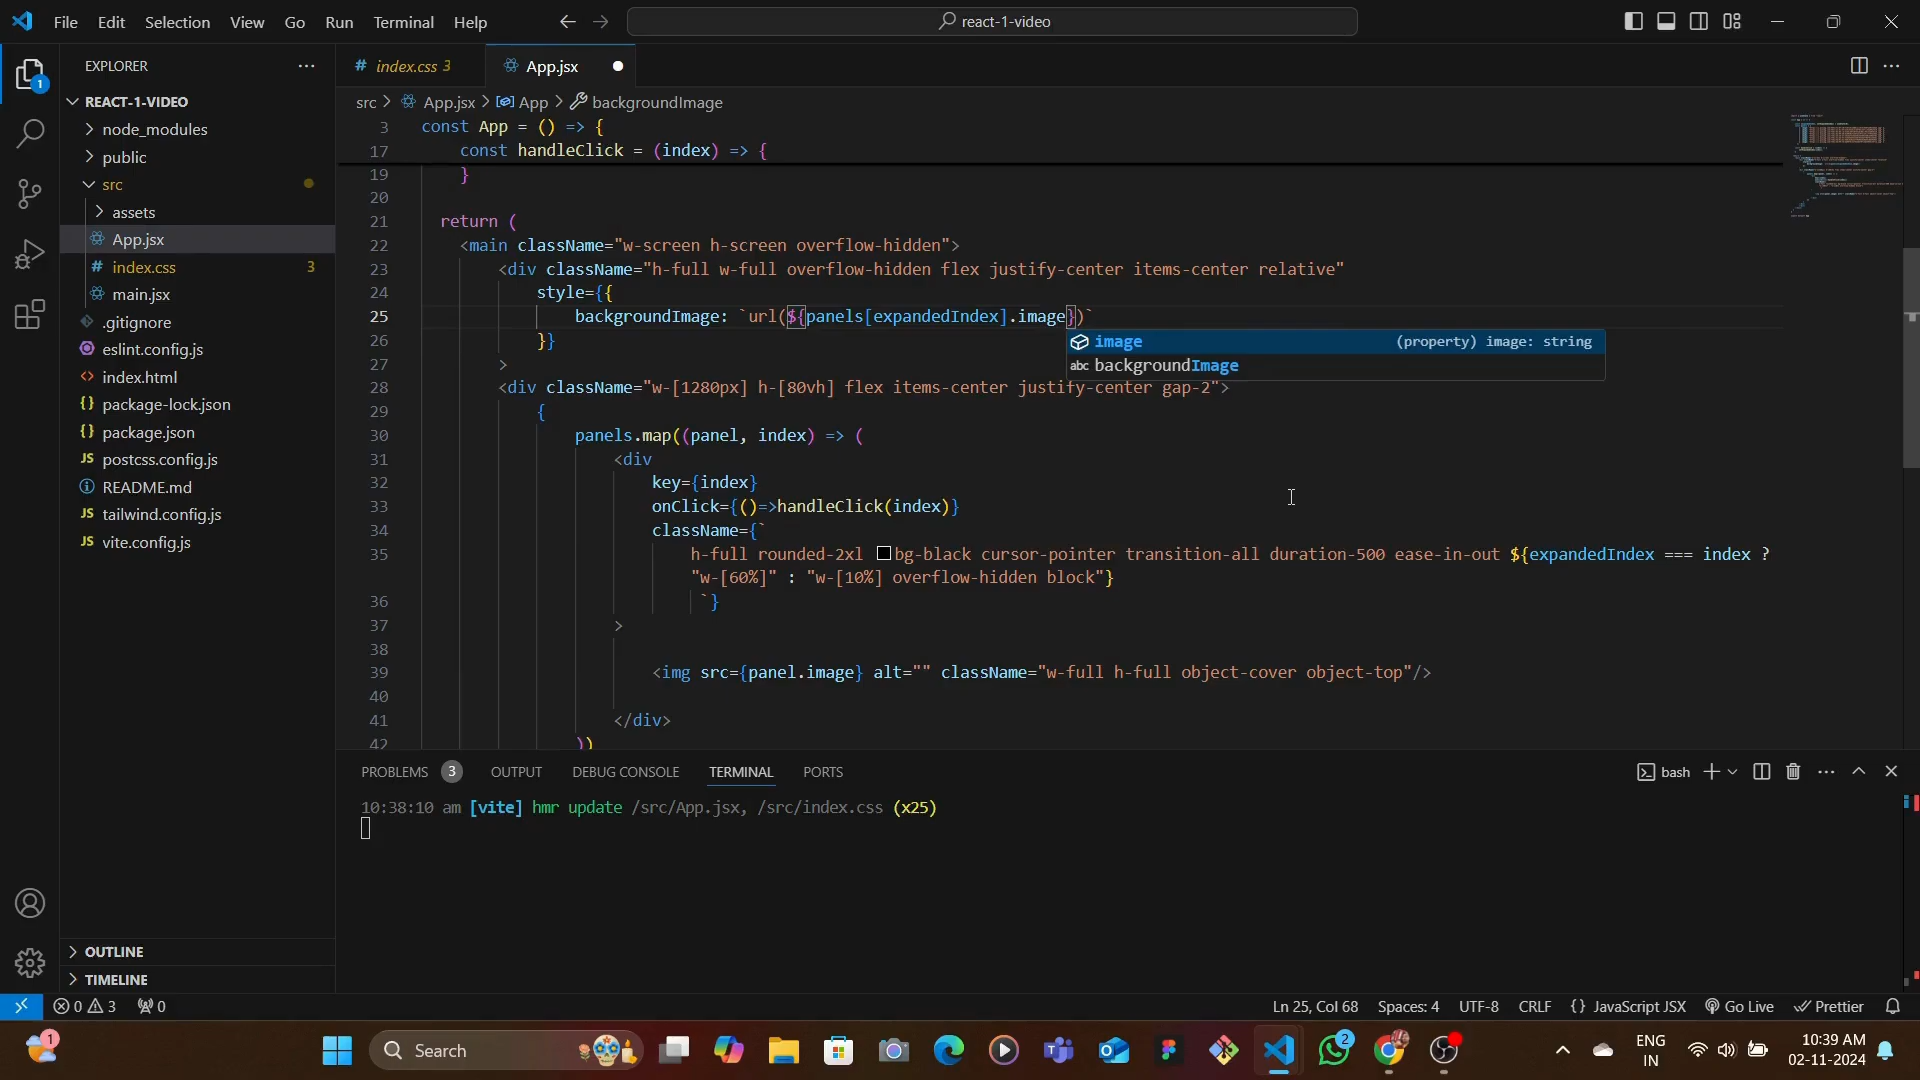 File Edit Selection View Go Run Terminal Help
react-1-video
EXPLORER
REACT-1-VIDEO
node_modules
public
src
assets
App.jsx
index.css 3
main.jsx
.gitignore
eslint.config.js
index.html
package-lock.json
package.json
JS postcss.config.js
README.md
JS tailwind.config.js
JS vite.config.js
OUTLINE
TIMELINE
1
# index.css 3
App.jsx
src > App.jsx > App > backgroundImage
3 const App = () => {
17 const handleClick = (index) => {
19 }
20
21 return (
22 <main className="w-screen h-screen overflow-hidden">
23 <div className="h-full w-full overflow-hidden flex justify-center items-center relative"
24 style={{
25 backgroundImage: `url(${panels[expandedIndex].image})`
26 }}
27 >
28 <div className="w-[1280px] h-[80vh] flex items-center justify-center gap-2">
29 {
30 panels.map((panel, index) => (
31 <div
32 key={index}
33 onClick={()=>handleClick(index)}
34 className={`
35 h-full rounded-2xl bg-black cursor-pointer transition-all duration-500 ease-in-out ${expandedIndex === index ?
"w-[60%]" : "w-[10%] overflow-hidden block"}
36 `}
37 >
38
39 <img src={panel.image} alt="" className="w-full h-full object-cover object-top"/>
40
41 </div>
42 ))
image (property) image: string
abc backgroundImage
PROBLEMS 3 OUTPUT DEBUG CONSOLE TERMINAL PORTS
bash
10:38:10 am [vite] hmr update /src/App.jsx, /src/index.css (x25)
0 3 0
Ln 25, Col 68 Spaces: 4 UTF-8 CRLF {} JavaScript JSX Go Live Prettier
1
Search
2
ENG
IN
10:39 AM
02-11-2024